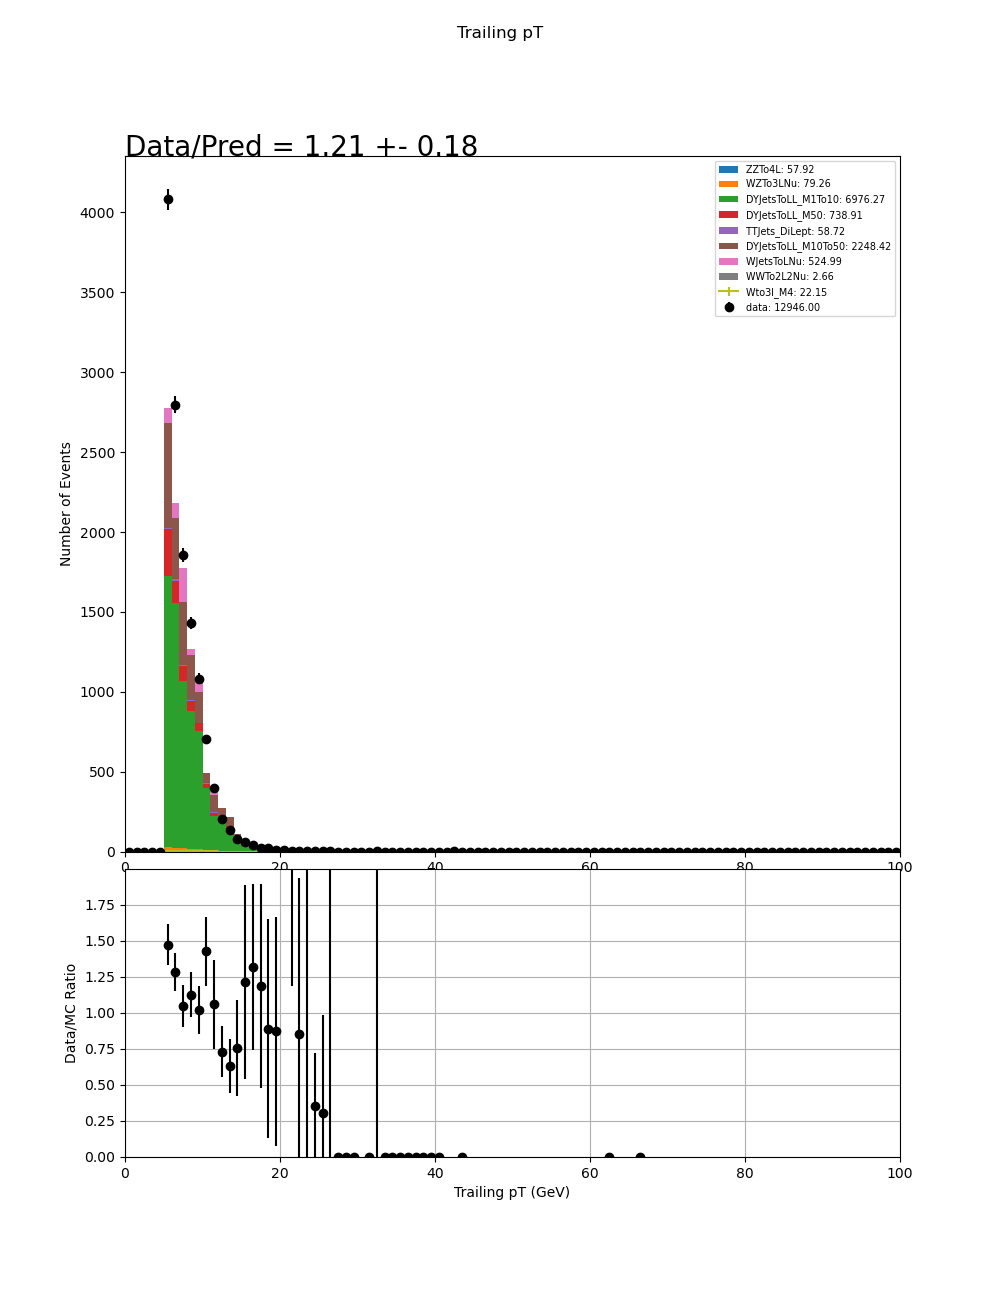 Trailing pT
Data/Pred = 1.21 +- 0.18
ZZTo4L: 57.92
WZTo3LNu: 79.26
DYJetsToLL_M1To10: 6976.27
DYJetsToLL_M50: 738.91
TTJets_DiLept: 58.72
DYJetsToLL_M10To50: 2248.42
WJetsToLNu: 524.99
WWTo2L2Nu: 2.66
Wto3l_M4: 22.15
data: 12946.00
4000
3500
3000
2500
2000
1500
1000
500
0
Number of Events
0 20 40 60 80 100
1.75
1.50
1.25
1.00
0.75
0.50
0.25
0.00
Data/MC Ratio
0 20 40 60 80 100
Trailing pT (GeV)